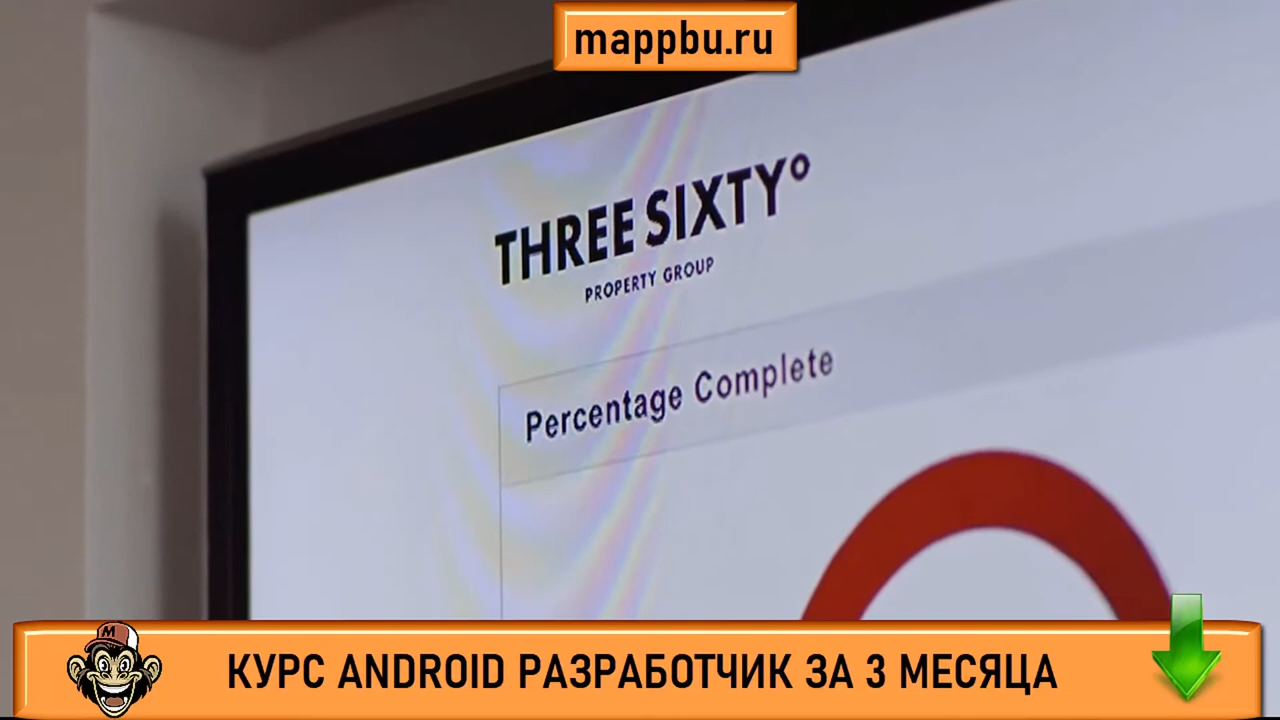 mappbu.ru
THREE SIXTY°
PROPERTY GROUP
Percentage Complete
M
КУРС ANDROID РАЗРАБОТЧИК ЗА 3 МЕСЯЦА